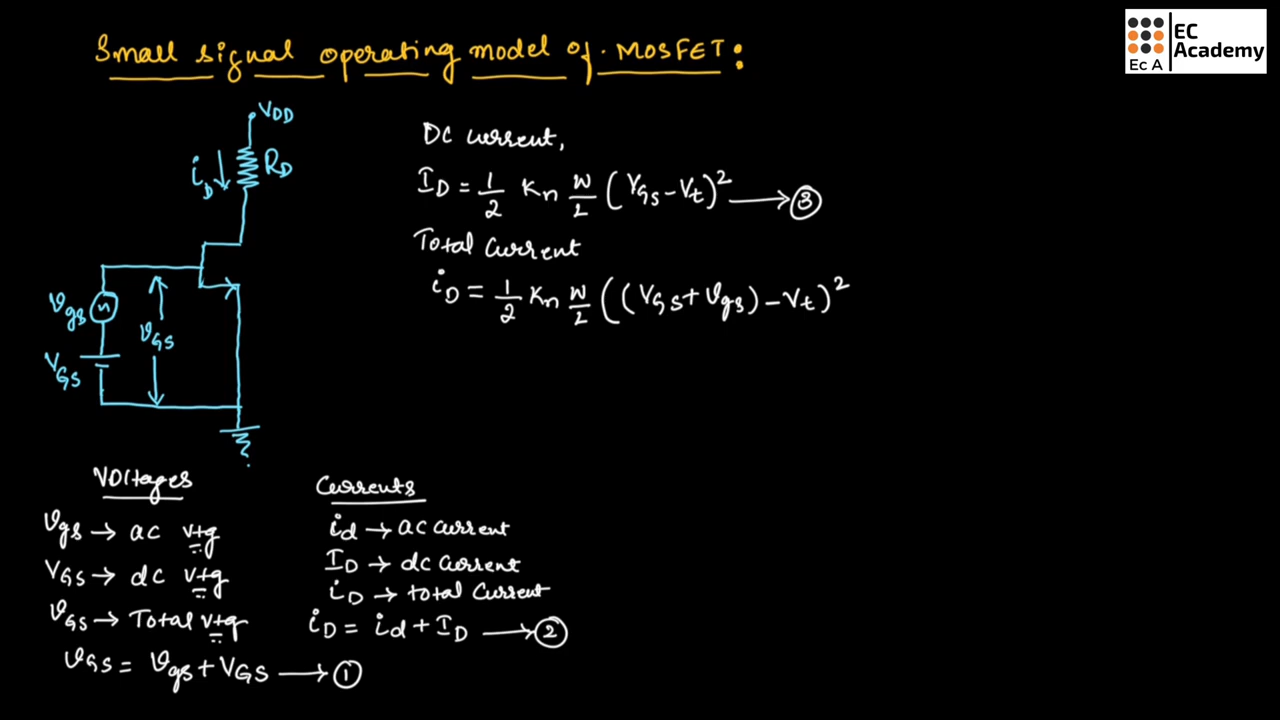 Small signal operating model of. MOSFET:
EC Academy
Ec A
VDD
iD ↓ RD
vgs
vGS
VGS
DC current,
ID = 1/2 Kn W/L (VGS - Vt)² → ③
Total Current
iD = 1/2 Kn W/L ((VGS + vgs) - Vt)²
Voltages
vgs → ac vtg
VGS → dc vtg
vGS → Total vtg
vGS = vgs + VGS → ①
Currents
id → ac current
ID → dc current
iD → total current
iD = id + ID → ②